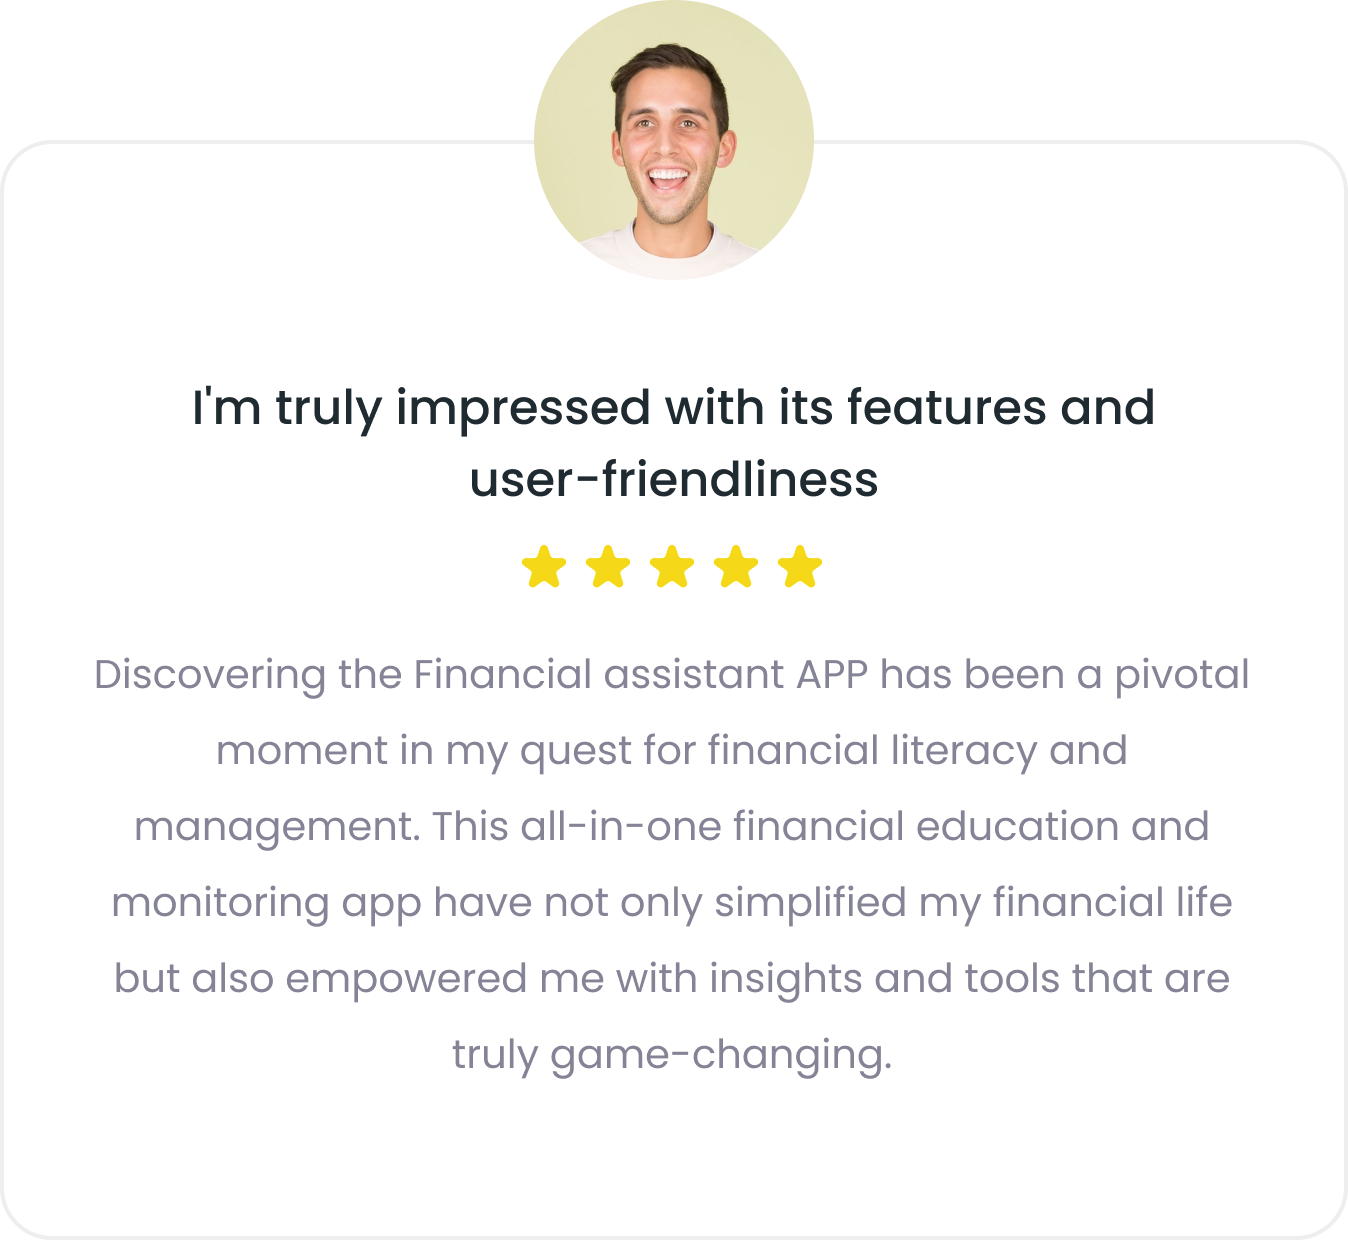 I'm truly impressed with its features and
user-friendliness
Discovering the Financial assistant APP has been a pivotal
moment in my quest for financial literacy and
management. This all-in-one financial education and
monitoring app have not only simplified my financial life
but also empowered me with insights and tools that are
truly game-changing.